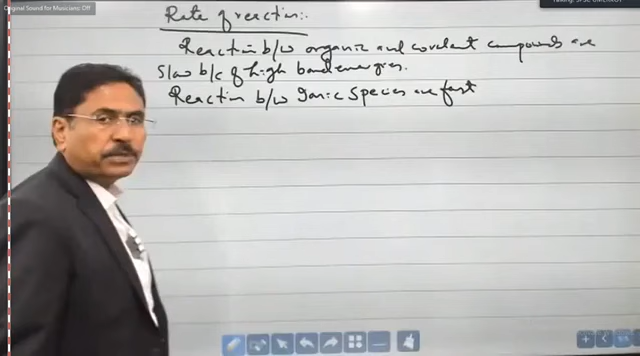 Original Sound for Musicians: Off
Rate of reaction:-
Reaction b/w organic and covalent compounds are
slow b/c of high bond energies.
Reaction b/w Ionic species are fast